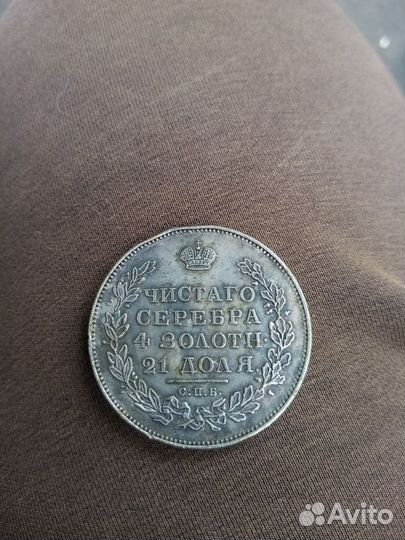 ЧИСТАГО
СЕРЕБРА
4 ЗОЛОТН.
21 ДОЛЯ
С.П.Б.
Avito